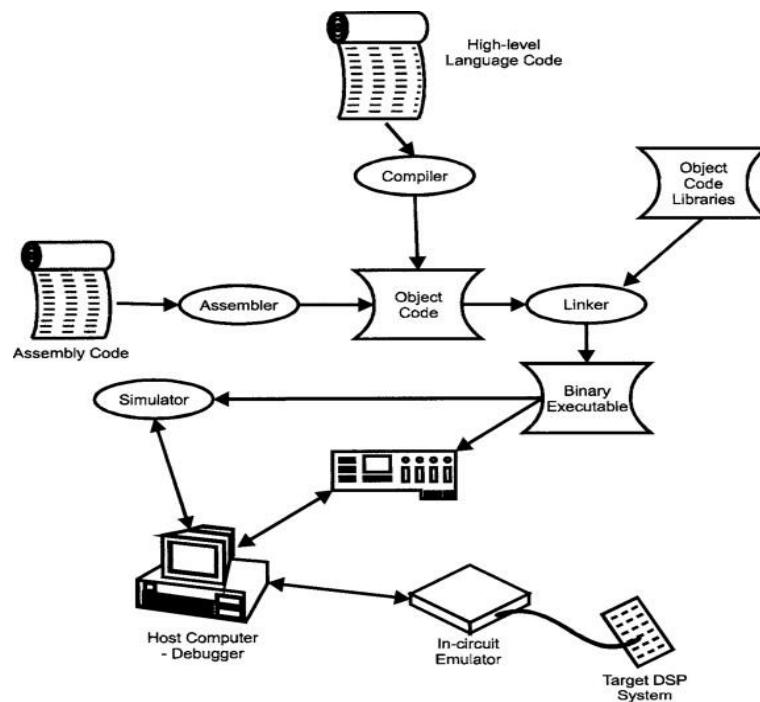 High-level
Language Code
Compiler
Object
Code
Libraries
Assembler
Object
Code
Linker
Assembly Code
Simulator
Binary
Executable
Host Computer
- Debugger
In-circuit
Emulator
Target DSP
System